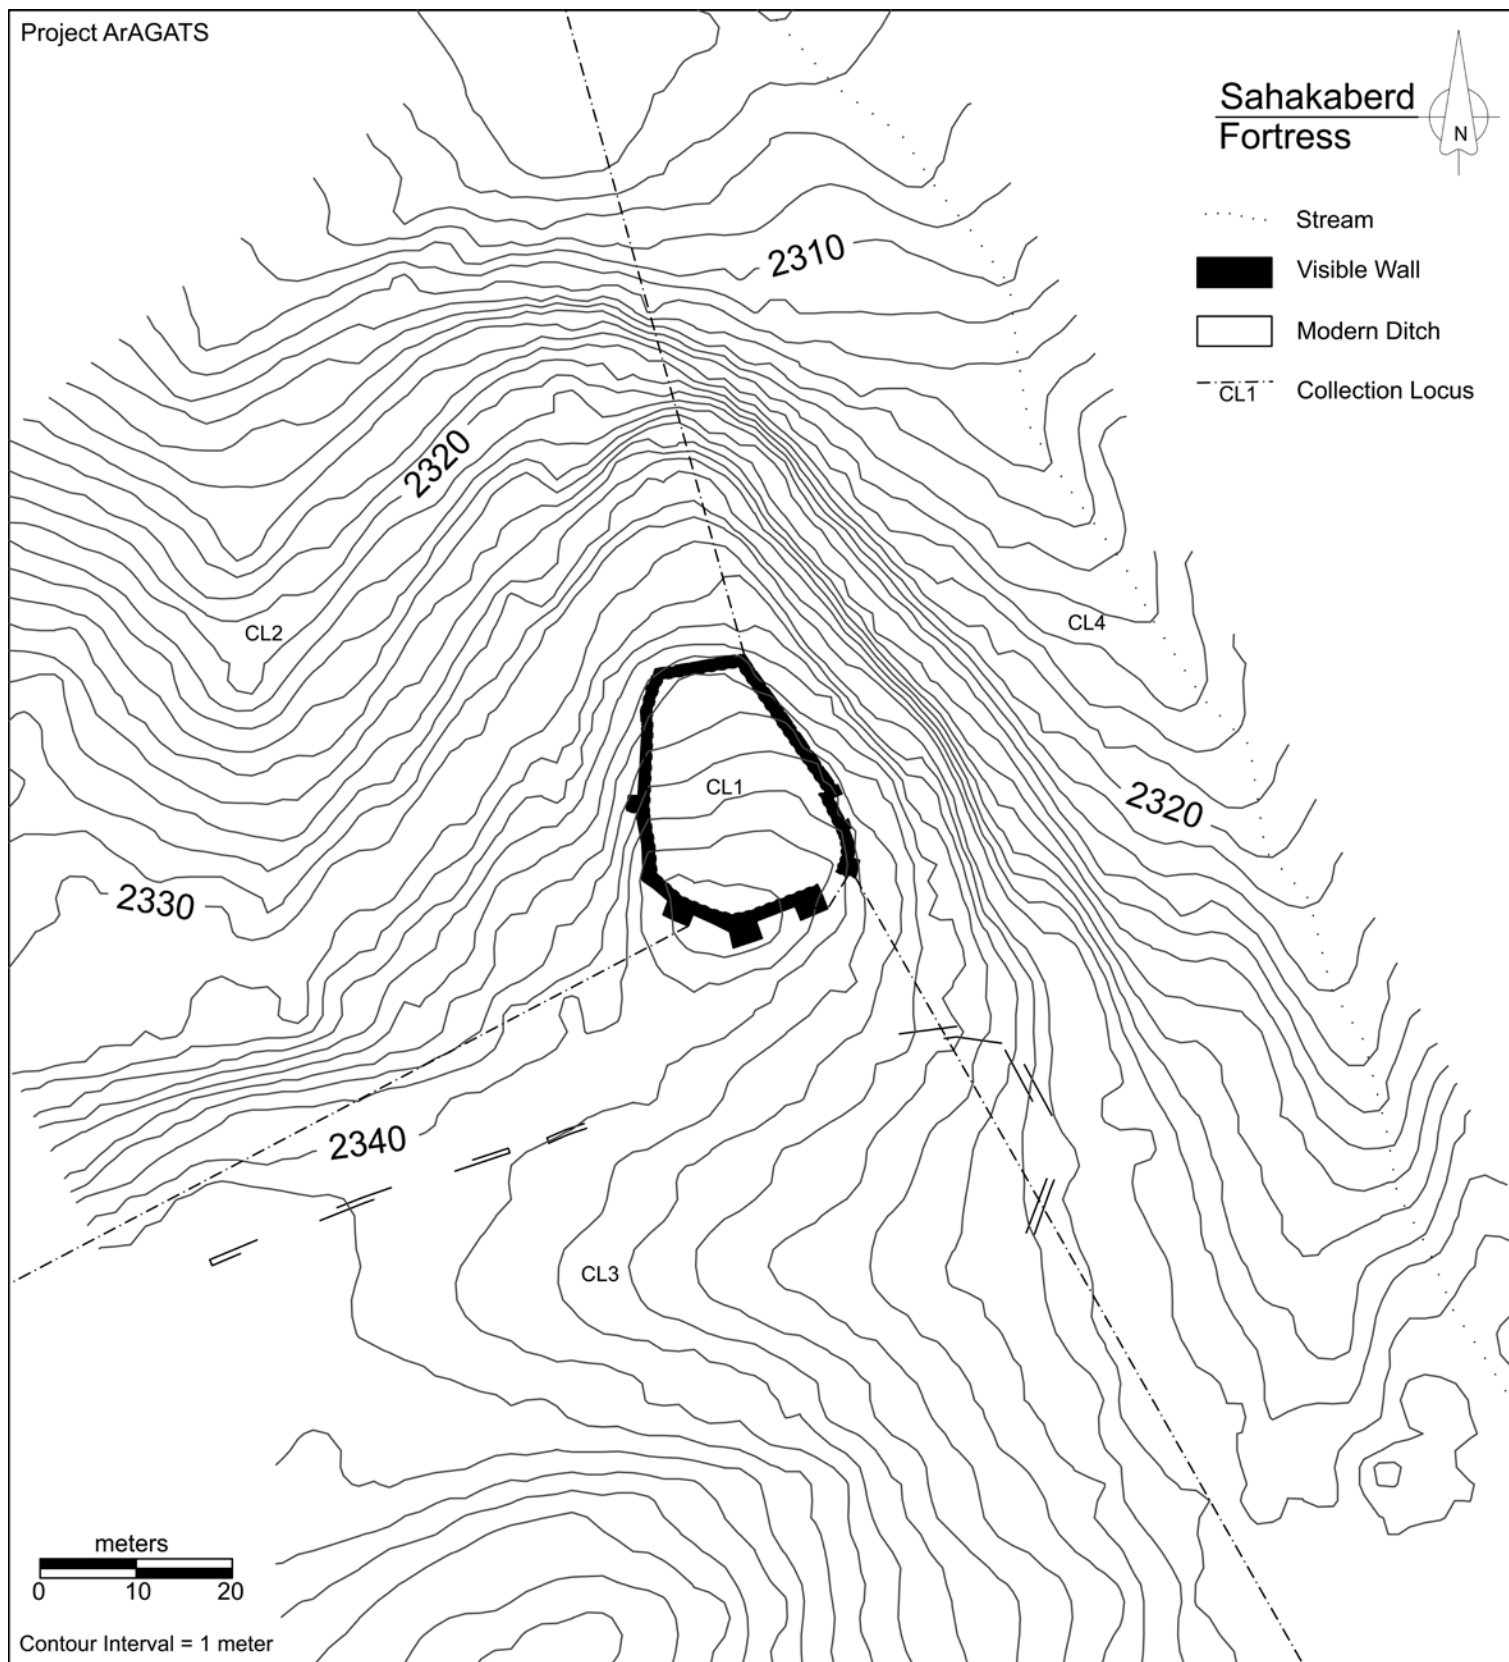 Project ArAGATS
Sahakaberd
Fortress
N
Stream
Visible Wall
Modern Ditch
CL1
Collection Locus
2310
2320
CL2
CL4
CL1
2320
2330
2340
CL3
meters
0 10 20
Contour Interval = 1 meter